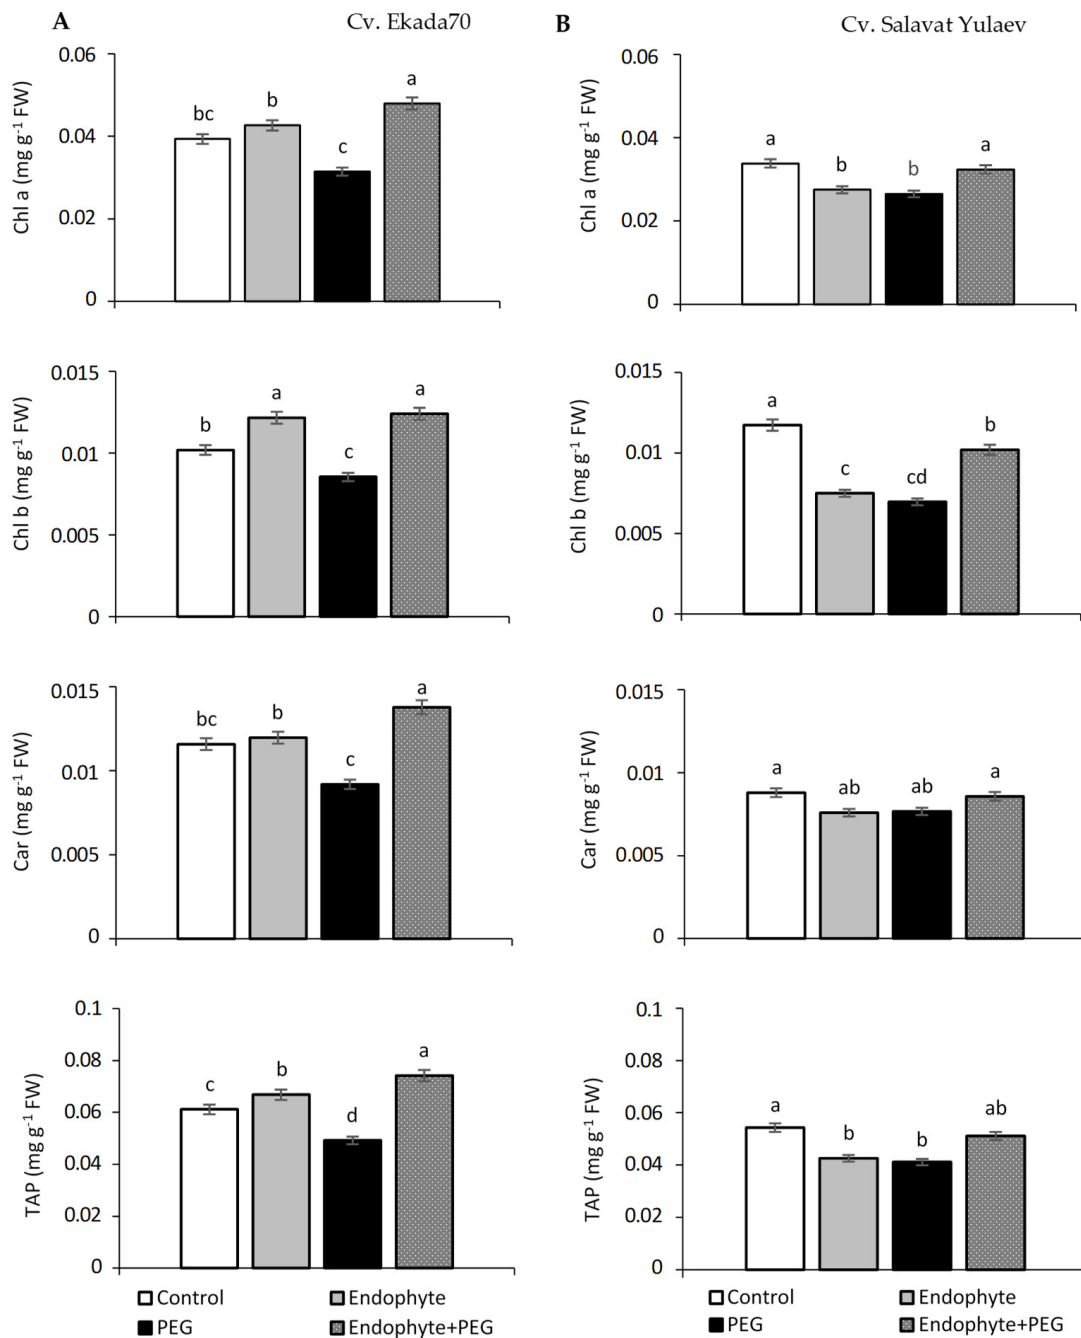 A Cv. Ekada70
0.06
0.04
0.02
0
Chl a (mg g⁻¹ FW)
bc b c a
0.015
0.01
0.005
0
Chl b (mg g⁻¹ FW)
b a c a
0.015
0.01
0.005
0
Car (mg g⁻¹ FW)
bc b c a
0.1
0.08
0.06
0.04
0.02
0
TAP (mg g⁻¹ FW)
c b d a
Control Endophyte
PEG Endophyte+PEG
B Cv. Salavat Yulaev
0.06
0.04
0.02
0
Chl a (mg g⁻¹ FW)
a b b a
0.015
0.01
0.005
0
Chl b (mg g⁻¹ FW)
a c cd b
0.015
0.01
0.005
0
Car (mg g⁻¹ FW)
a ab ab a
0.1
0.08
0.06
0.04
0.02
0
TAP (mg g⁻¹ FW)
a b b ab
Control Endophyte
PEG Endophyte+PEG